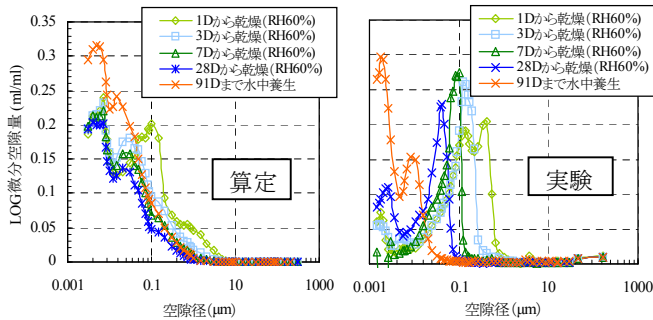 LOG微分空隙量 (ml/ml)
0.35
0.3
0.25
0.2
0.15
0.1
0.05
0
0.001
0.1
10
1000
空隙径(μm)
1Dから乾燥(RH60%)
3Dから乾燥(RH60%)
7Dから乾燥(RH60%)
28Dから乾燥(RH60%)
91Dまで水中養生
算定
1Dから乾燥(RH60%)
3Dから乾燥(RH60%)
7Dから乾燥(RH60%)
28Dから乾燥(RH60%)
91Dまで水中養生
実験
0.001
0.1
10
1000
空隙径(μm)